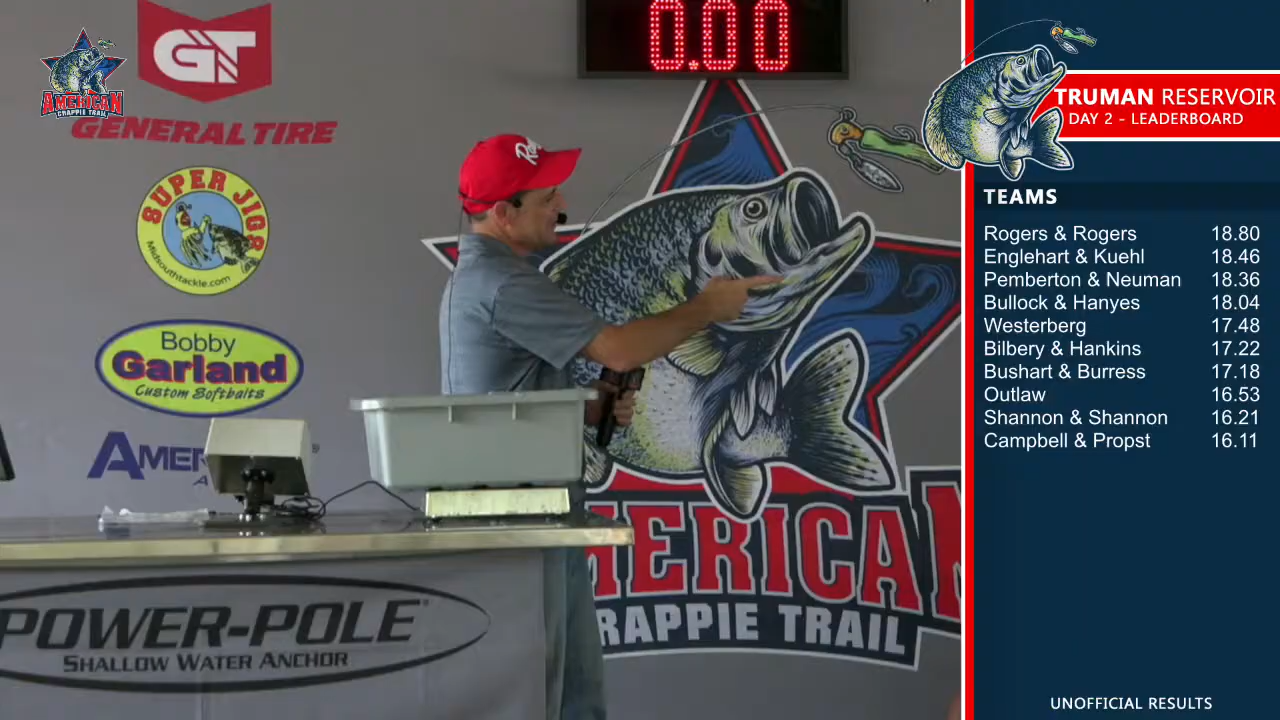 GT
GENERAL TIRE
AMERICAN
CRAPPIE TRAIL
SUPER JIGS
Midsouthtackle.com
Bobby
Garland
Custom Softbaits
0.00
AMERICAN
CRAPPIE TRAIL
POWER-POLE
SHALLOW WATER ANCHOR
TRUMAN RESERVOIR
DAY 2 - LEADERBOARD
TEAMS
Rogers & Rogers 18.80
Englehart & Kuehl 18.46
Pemberton & Neuman 18.36
Bullock & Hanyes 18.04
Westerberg 17.48
Bilbery & Hankins 17.22
Bushart & Burress 17.18
Outlaw 16.53
Shannon & Shannon 16.21
Campbell & Propst 16.11
UNOFFICIAL RESULTS